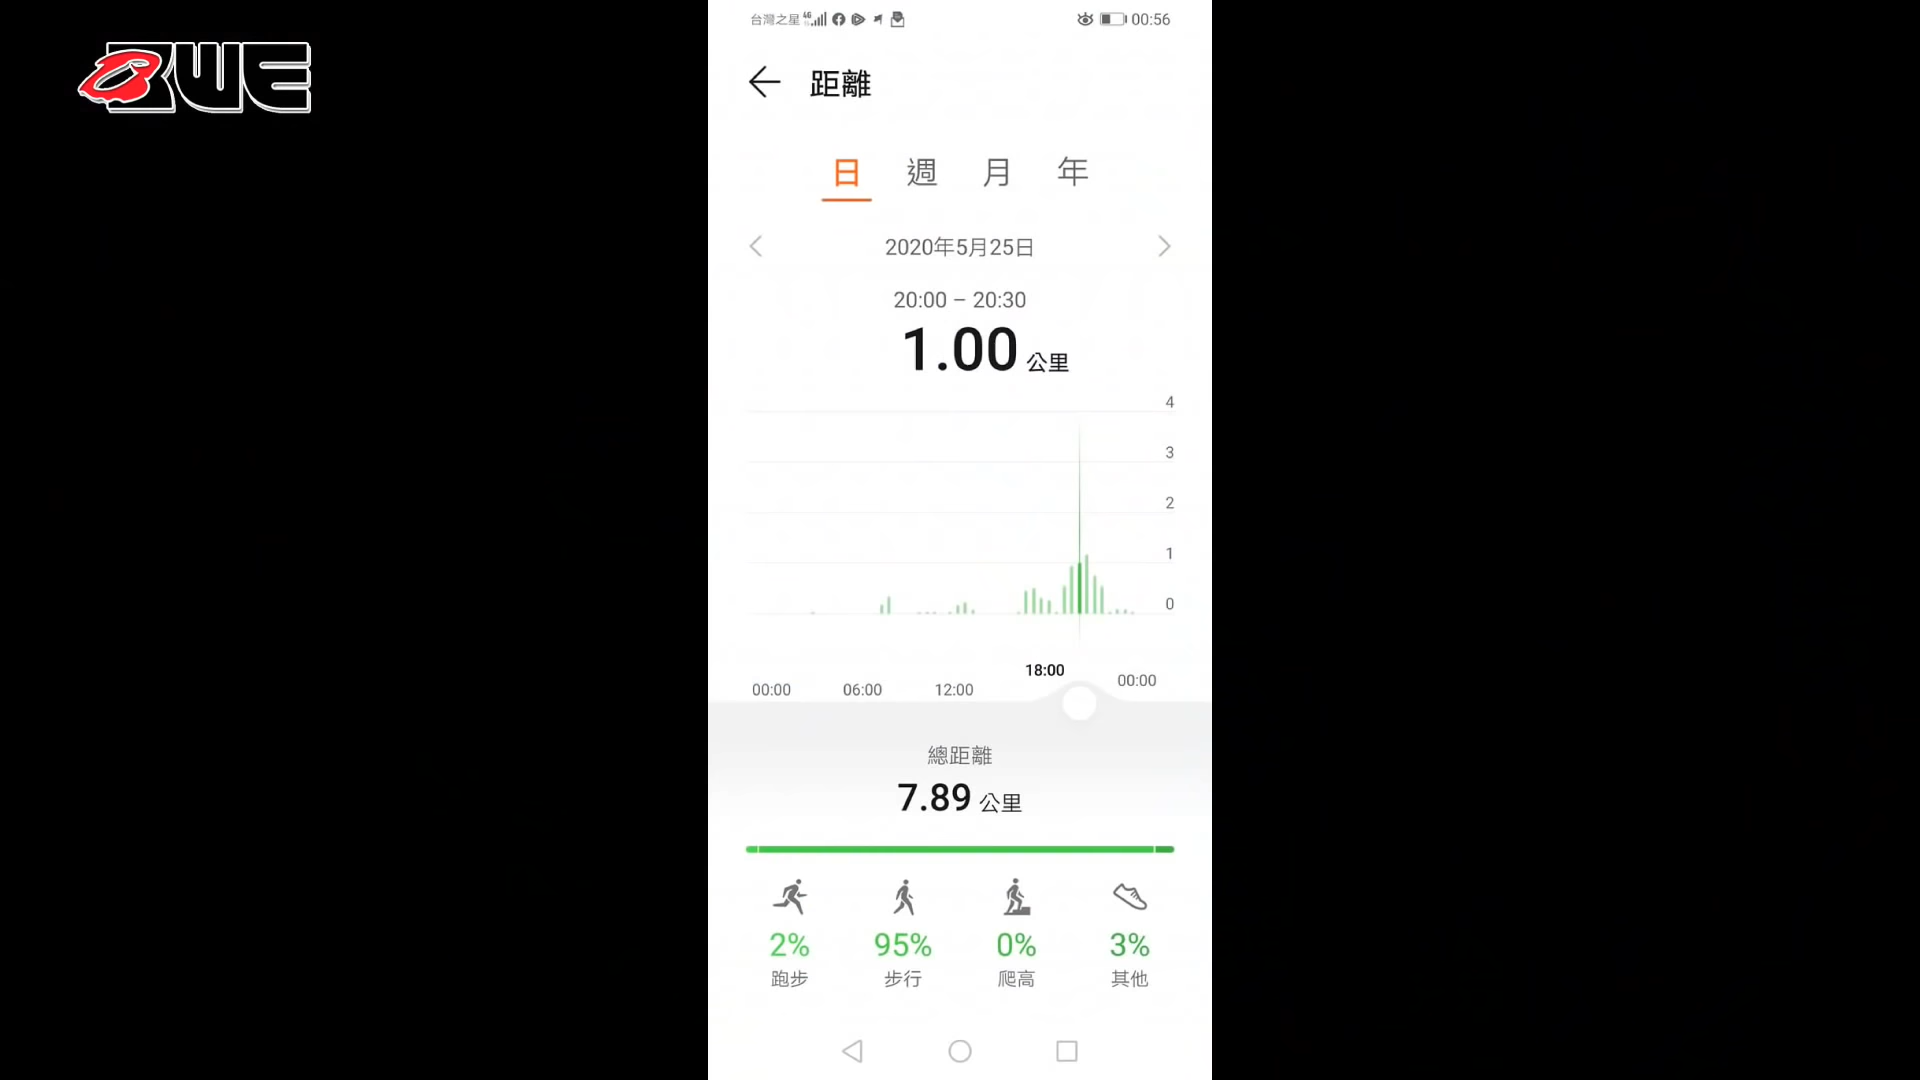 台灣之星 4G 00:56
距離
日 週 月 年
2020年5月25日
20:00 – 20:30
1.00 公里
4
3
2
1
0
00:00 06:00 12:00 18:00 00:00
總距離
7.89 公里
2% 95% 0% 3%
跑步 步行 爬高 其他